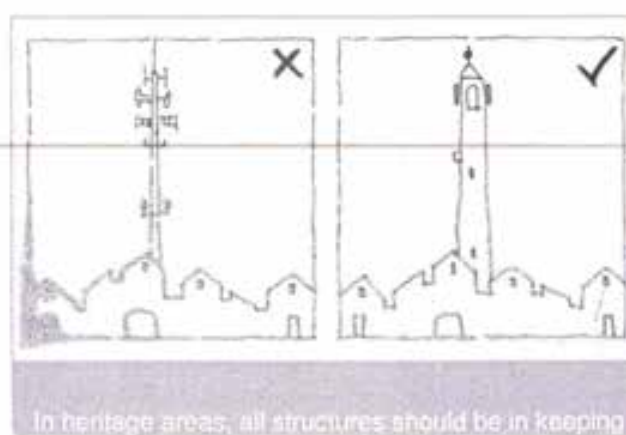 In heritage areas, all structures should be in keeping